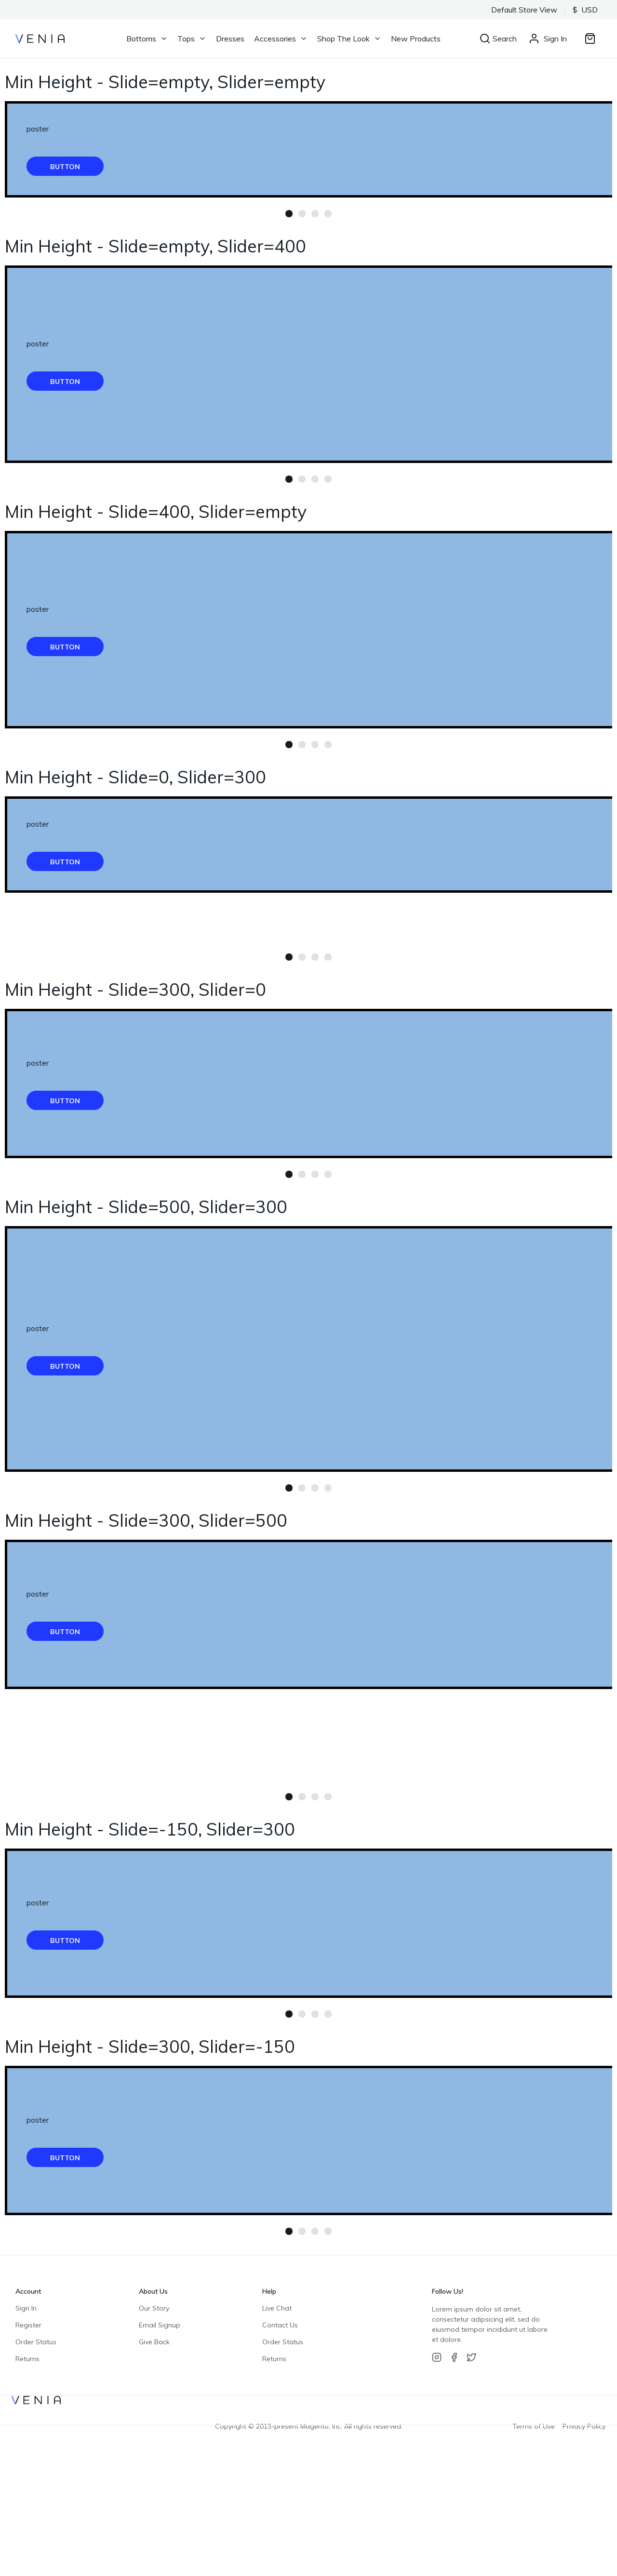 Default Store View $ USD
VENIA Bottoms Tops Dresses Accessories Shop The Look New Products Search Sign In
Min Height - Slide=empty, Slider=empty
poster
BUTTON
Min Height - Slide=empty, Slider=400
poster
BUTTON
Min Height - Slide=400, Slider=empty
poster
BUTTON
Min Height - Slide=0, Slider=300
poster
BUTTON
Min Height - Slide=300, Slider=0
poster
BUTTON
Min Height - Slide=500, Slider=300
poster
BUTTON
Min Height - Slide=300, Slider=500
poster
BUTTON
Min Height - Slide=-150, Slider=300
poster
BUTTON
Min Height - Slide=300, Slider=-150
poster
BUTTON
Account
Sign In
Register
Order Status
Returns
About Us
Our Story
Email Signup
Give Back
Help
Live Chat
Contact Us
Order Status
Returns
Follow Us!
Lorem ipsum dolor sit amet,
consectetur adipsicing elit, sed do
eiusmod tempor incididunt ut labore
et dolore.
VENIA
Copyright © 2013-present Magento, Inc. All rights reserved.
Terms of Use Privacy Policy